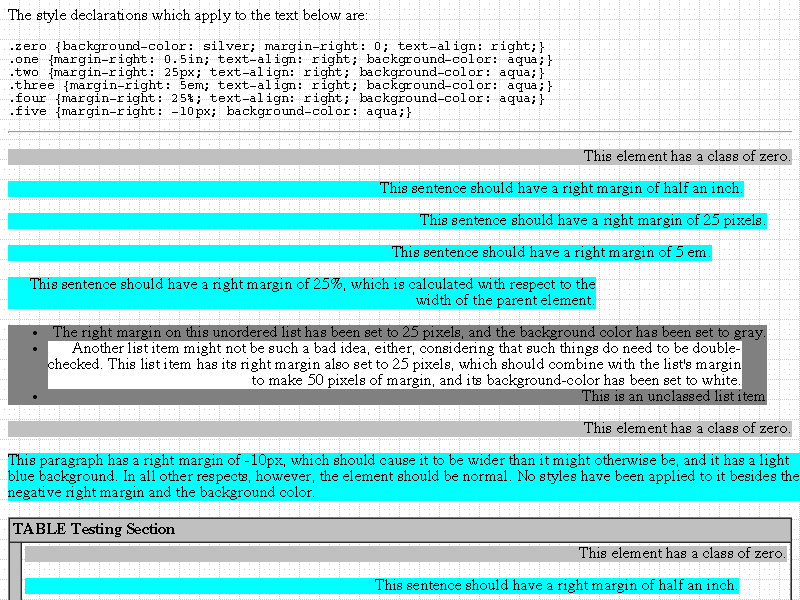 The style declarations which apply to the text below are:
.zero {background-color: silver; margin-right: 0; text-align: right;}
.one {margin-right: 0.5in; text-align: right; background-color: aqua;}
.two {margin-right: 25px; text-align: right; background-color: aqua;}
.three {margin-right: 5em; text-align: right; background-color: aqua;}
.four {margin-right: 25%; text-align: right; background-color: aqua;}
.five {margin-right: -10px; background-color: aqua;}
This element has a class of zero.
This sentence should have a right margin of half an inch.
This sentence should have a right margin of 25 pixels.
This sentence should have a right margin of 5 em.
This sentence should have a right margin of 25%, which is calculated with respect to the
width of the parent element.
• The right margin on this unordered list has been set to 25 pixels, and the background color has been set to gray.
• Another list item might not be such a bad idea, either, considering that such things do need to be double-
checked. This list item has its right margin also set to 25 pixels, which should combine with the list's margin
to make 50 pixels of margin, and its background-color has been set to white.
• This is an unclassed list item
This element has a class of zero.
This paragraph has a right margin of -10px, which should cause it to be wider than it might otherwise be, and it has a light
blue background. In all other respects, however, the element should be normal. No styles have been applied to it besides the
negative right margin and the background color.
TABLE Testing Section
This element has a class of zero.
This sentence should have a right margin of half an inch.